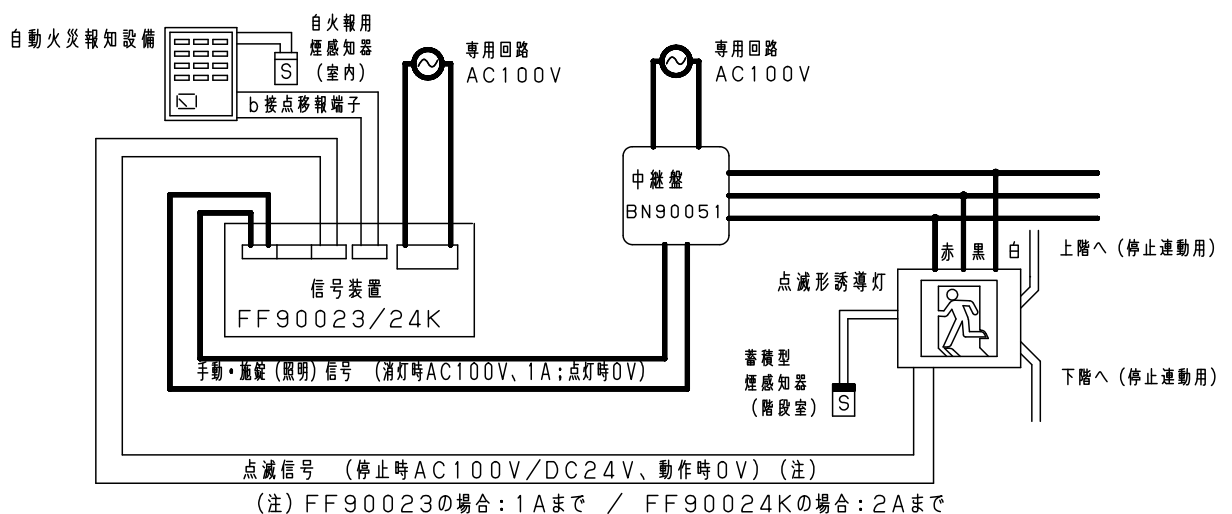 自動火災報知設備
自火報用
煙感知器
(室内)
S
専用回路
AC100V
専用回路
AC100V
b接点移報端子
中継盤
BN90051
赤 黒 白
上階へ(停止連動用)
点滅形誘導灯
信号装置
FF90023/24K
手動・施錠(照明)信号 (消灯時AC100V、1A;点灯時0V)
蓄積型
煙感知器
(階段室)
S
下階へ(停止連動用)
点滅信号 (停止時AC100V/DC24V、動作時0V)(注)
(注)FF90023の場合:1Aまで / FF90024Kの場合:2Aまで